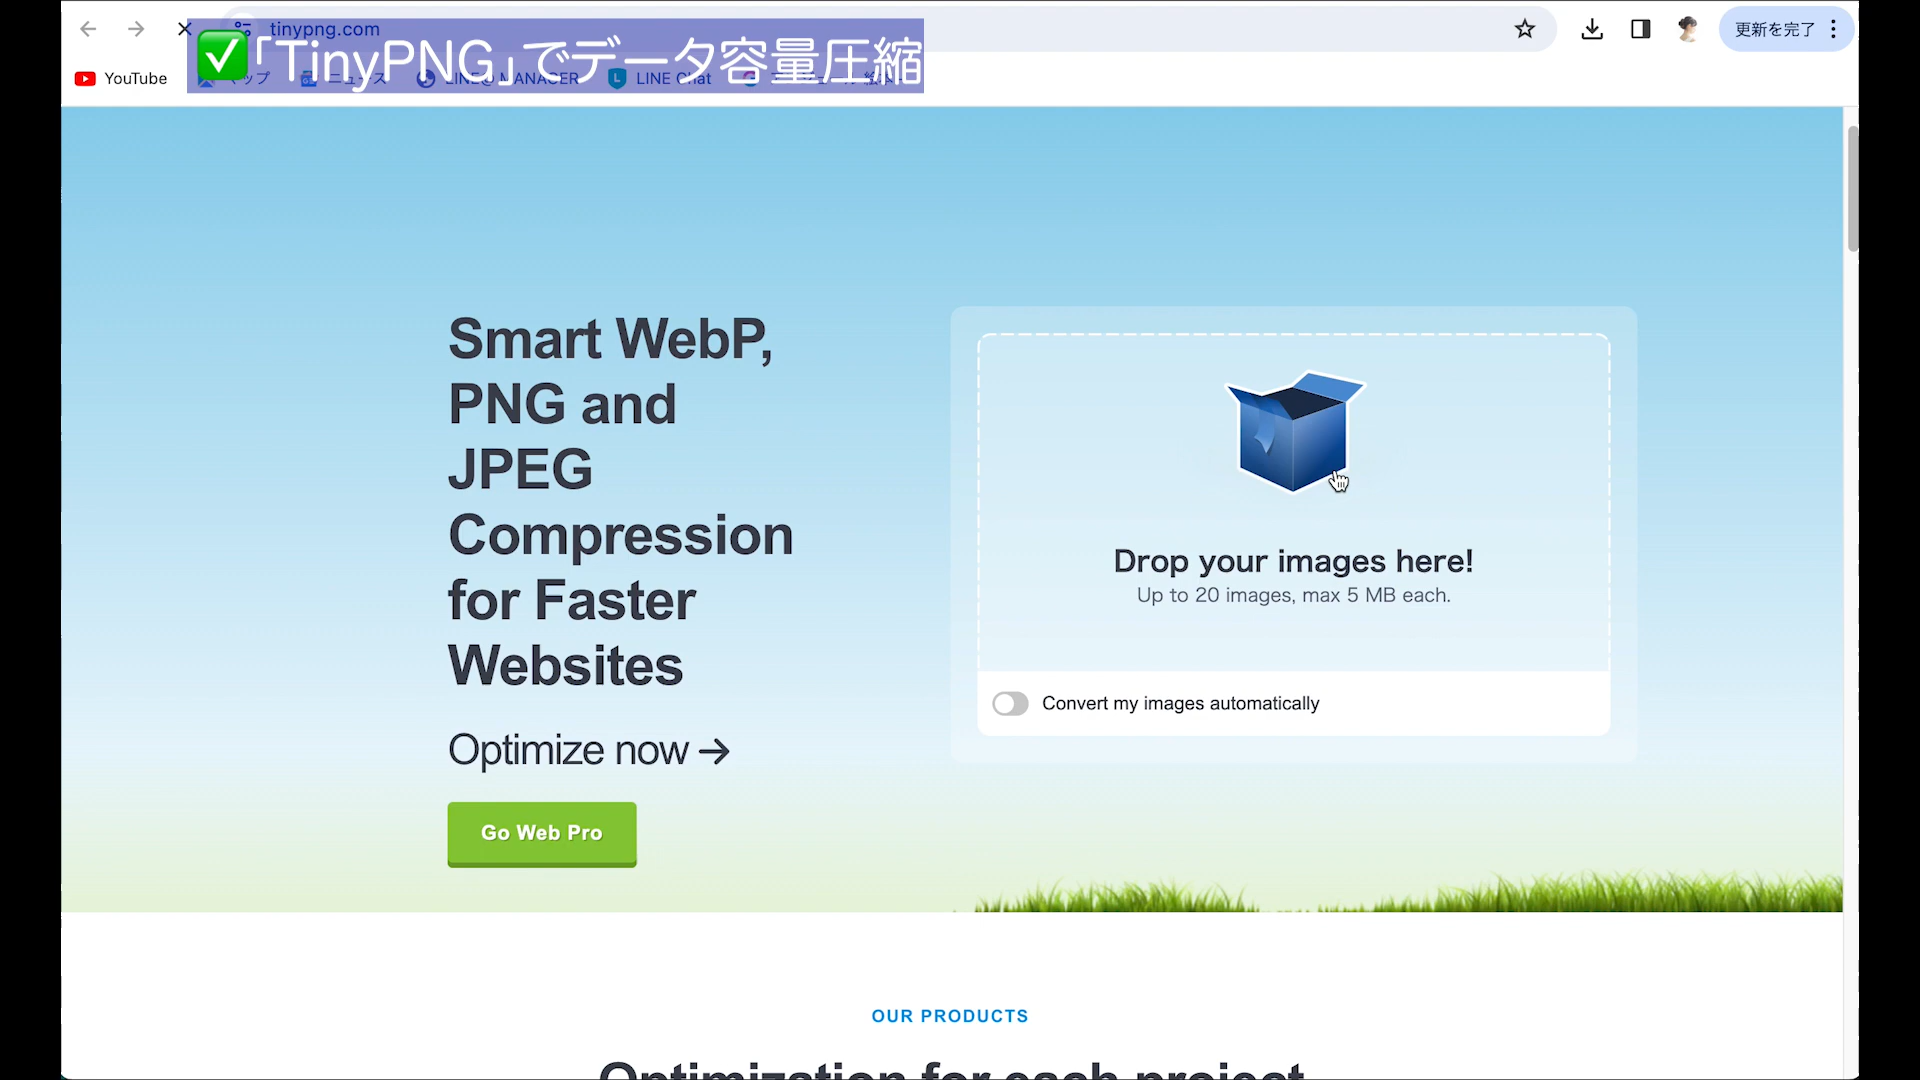 tinypng.com
更新を完了
✅「TinyPNG」でデータ容量圧縮
YouTube
マップ
ニュース
LINE@ MANAGER
LINE Chat
Smart WebP,
PNG and
JPEG
Compression
for Faster
Websites
Optimize now →
Go Web Pro
Drop your images here!
Up to 20 images, max 5 MB each.
Convert my images automatically
OUR PRODUCTS
Optimization for each project